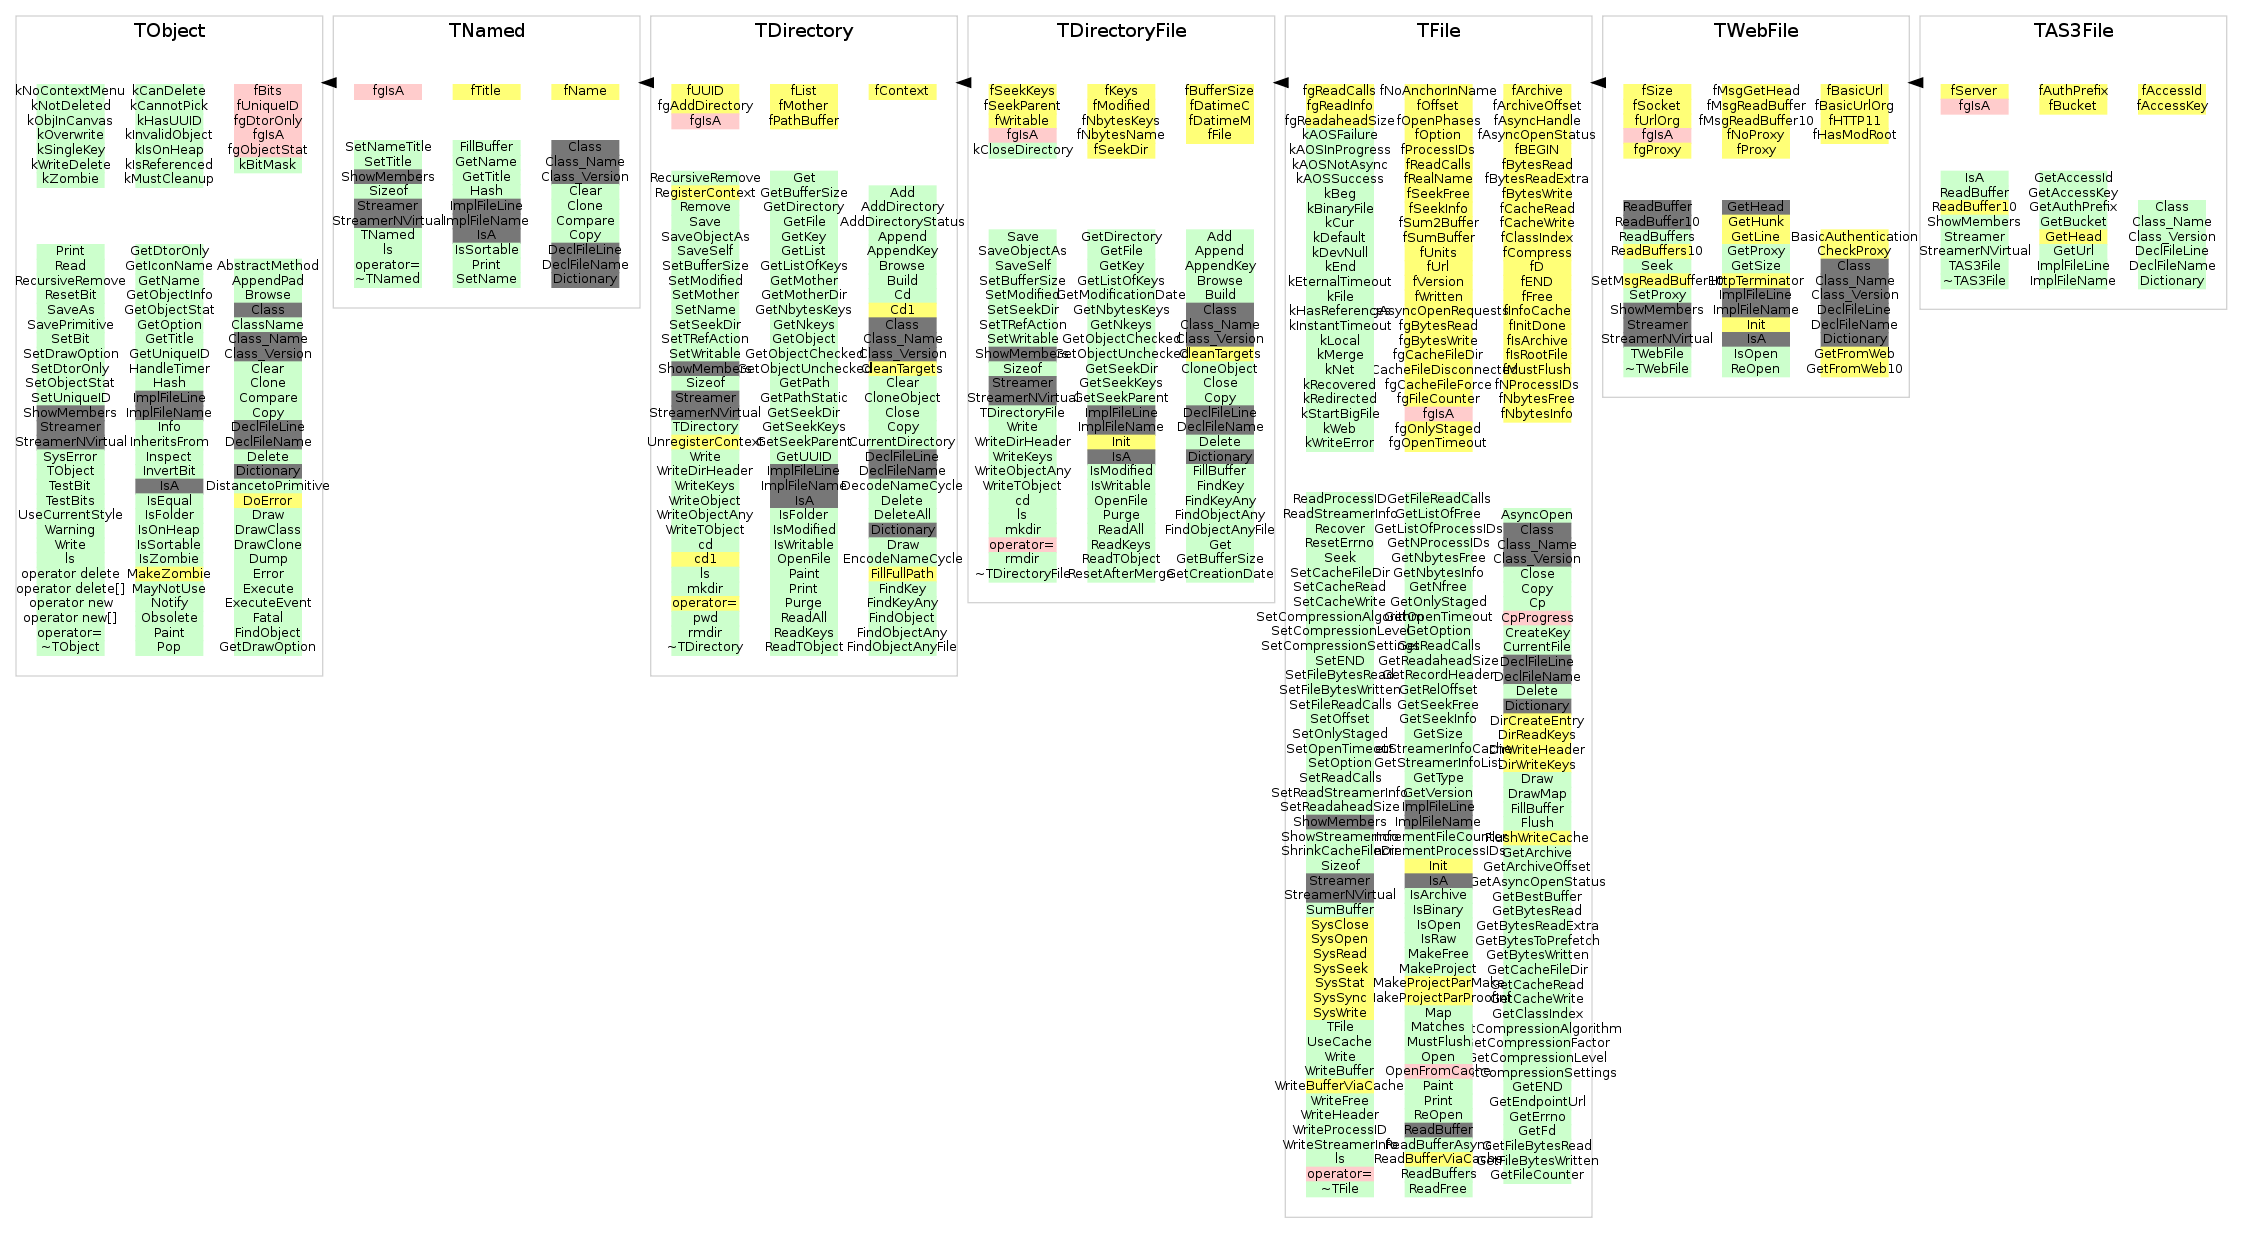 TObject
kNoContextMenu
kNotDeleted
kObjInCanvas
kOverwrite
kSingleKey
kWriteDelete
kZombie
kCanDelete
kCannotPick
kHasUUID
kInvalidObject
kIsOnHeap
kIsReferenced
kMustCleanup
fBits
fUniqueID
fgDtorOnly
fgIsA
fgObjectStat
kBitMask
Print
Read
RecursiveRemove
ResetBit
SaveAs
SavePrimitive
SetBit
SetDrawOption
SetDtorOnly
SetObjectStat
SetUniqueID
ShowMembers
Streamer
StreamerNVirtual
SysError
TObject
TestBit
TestBits
UseCurrentStyle
Warning
Write
ls
operator delete
operator delete[]
operator new
operator new[]
operator=
~TObject
GetDtorOnly
GetIconName
GetName
GetObjectInfo
GetObjectStat
GetOption
GetTitle
GetUniqueID
HandleTimer
Hash
ImplFileLine
ImplFileName
Info
InheritsFrom
Inspect
InvertBit
IsA
IsEqual
IsFolder
IsOnHeap
IsSortable
IsZombie
MakeZombie
MayNotUse
Notify
Obsolete
Paint
Pop
AbstractMethod
AppendPad
Browse
Class
ClassName
Class_Name
Class_Version
Clear
Clone
Compare
Copy
DeclFileLine
DeclFileName
Delete
Dictionary
DistancetoPrimitive
DoError
Draw
DrawClass
DrawClone
Dump
Error
Execute
ExecuteEvent
Fatal
FindObject
GetDrawOption
TNamed
fgIsA
fTitle
fName
SetNameTitle
SetTitle
ShowMembers
Sizeof
Streamer
StreamerNVirtual
TNamed
ls
operator=
~TNamed
FillBuffer
GetName
GetTitle
Hash
ImplFileLine
ImplFileName
IsA
IsSortable
Print
SetName
Class
Class_Name
Class_Version
Clear
Clone
Compare
Copy
DeclFileLine
DeclFileName
Dictionary
TDirectory
fUUID
fgAddDirectory
fgIsA
fList
fMother
fPathBuffer
fContext
RecursiveRemove
RegisterContext
Remove
Save
SaveObjectAs
SaveSelf
SetBufferSize
SetModified
SetMother
SetName
SetSeekDir
SetTRefAction
SetWritable
ShowMembers
Sizeof
Streamer
StreamerNVirtual
TDirectory
UnregisterContext
Write
WriteDirHeader
WriteKeys
WriteObject
WriteObjectAny
WriteTObject
cd
cd1
ls
mkdir
operator=
pwd
rmdir
~TDirectory
Get
GetBufferSize
GetDirectory
GetFile
GetKey
GetList
GetListOfKeys
GetMother
GetMotherDir
GetNbytesKeys
GetNkeys
GetObject
GetObjectChecked
GetObjectUnchecked
GetPath
GetPathStatic
GetSeekDir
GetSeekKeys
GetSeekParent
GetUUID
ImplFileLine
ImplFileName
IsA
IsFolder
IsModified
IsWritable
OpenFile
Paint
Print
Purge
ReadAll
ReadKeys
ReadTObject
Add
AddDirectory
AddDirectoryStatus
Append
AppendKey
Browse
Build
Cd
Cd1
Class
Class_Name
Class_Version
CleanTargets
Clear
CloneObject
Close
Copy
CurrentDirectory
DeclFileLine
DeclFileName
DecodeNameCycle
Delete
DeleteAll
Dictionary
Draw
EncodeNameCycle
FillFullPath
FindKey
FindKeyAny
FindObject
FindObjectAny
FindObjectAnyFile
TDirectoryFile
fSeekKeys
fSeekParent
fWritable
fgIsA
kCloseDirectory
fKeys
fModified
fNbytesKeys
fNbytesName
fSeekDir
fBufferSize
fDatimeC
fDatimeM
fFile
Save
SaveObjectAs
SaveSelf
SetBufferSize
SetModified
SetSeekDir
SetTRefAction
SetWritable
ShowMembers
Sizeof
Streamer
StreamerNVirtual
TDirectoryFile
Write
WriteDirHeader
WriteKeys
WriteObjectAny
WriteTObject
cd
ls
mkdir
operator=
rmdir
~TDirectoryFile
GetDirectory
GetFile
GetKey
GetListOfKeys
GetModificationDate
GetNbytesKeys
GetNkeys
GetObjectChecked
GetObjectUnchecked
GetSeekDir
GetSeekKeys
GetSeekParent
ImplFileLine
ImplFileName
Init
IsA
IsModified
IsWritable
OpenFile
Purge
ReadAll
ReadKeys
ReadTObject
ResetAfterMerge
Add
Append
AppendKey
Browse
Build
Class
Class_Name
Class_Version
CleanTargets
CloneObject
Close
Copy
DeclFileLine
DeclFileName
Delete
Dictionary
FillBuffer
FindKey
FindKeyAny
FindObjectAny
FindObjectAnyFile
Get
GetBufferSize
GetCreationDate
TFile
fgReadCalls
fgReadInfo
fgReadaheadSize
kAOSFailure
kAOSInProgress
kAOSNotAsync
kAOSSuccess
kBeg
kBinaryFile
kCur
kDefault
kDevNull
kEnd
kEternalTimeout
kFile
kHasReferences
kInstantTimeout
kLocal
kMerge
kNet
kRecovered
kRedirected
kStartBigFile
kWeb
kWriteError
fNoAnchorInName
fOffset
fOpenPhases
fOption
fProcessIDs
fReadCalls
fRealName
fSeekFree
fSeekInfo
fSum2Buffer
fSumBuffer
fUnits
fUrl
fVersion
fWritten
AsyncOpenRequests
fgBytesRead
fgBytesWrite
fgCacheFileDir
CacheFileDisconnected
fgCacheFileForce
fgFileCounter
fgIsA
fgOnlyStaged
fgOpenTimeout
fArchive
fArchiveOffset
fAsyncHandle
fAsyncOpenStatus
fBEGIN
fBytesRead
fBytesReadExtra
fBytesWrite
fCacheRead
fCacheWrite
fClassIndex
fCompress
fD
fEND
fFree
fInfoCache
fInitDone
fIsArchive
fIsRootFile
fMustFlush
fNProcessIDs
fNbytesFree
fNbytesInfo
ReadProcessID
ReadStreamerInfo
Recover
ResetErrno
Seek
SetCacheFileDir
SetCacheRead
SetCacheWrite
SetCompressionAlgorithm
SetCompressionLevel
SetCompressionSettings
SetEND
SetFileBytesRead
SetFileBytesWritten
SetFileReadCalls
SetOffset
SetOnlyStaged
SetOpenTimeout
SetOption
SetReadCalls
SetReadStreamerInfo
SetReadaheadSize
ShowMembers
ShowStreamerInfo
ShrinkCacheFileDir
Sizeof
Streamer
StreamerNVirtual
SumBuffer
SysClose
SysOpen
SysRead
SysSeek
SysStat
SysSync
SysWrite
TFile
UseCache
Write
WriteBuffer
WriteBufferViaCache
WriteFree
WriteHeader
WriteProcessID
WriteStreamerInfo
ls
operator=
~TFile
GetFileReadCalls
GetListOfFree
GetListOfProcessIDs
GetNProcessIDs
GetNbytesFree
GetNbytesInfo
GetNfree
GetOnlyStaged
GetOpenTimeout
GetOption
GetReadCalls
GetReadaheadSize
GetRecordHeader
GetRelOffset
GetSeekFree
GetSeekInfo
GetSize
etStreamerInfoCache
GetStreamerInfoList
GetType
GetVersion
ImplFileLine
ImplFileName
IncrementFileCounter
IncrementProcessIDs
Init
IsA
IsArchive
IsBinary
IsOpen
IsRaw
MakeFree
MakeProject
MakeProjectParMake
MakeProjectParProofInf
Map
Matches
MustFlush
Open
OpenFromCache
Paint
Print
ReOpen
ReadBuffer
ReadBufferAsync
ReadBufferViaCache
ReadBuffers
ReadFree
AsyncOpen
Class
Class_Name
Class_Version
Close
Copy
Cp
CpProgress
CreateKey
CurrentFile
DeclFileLine
DeclFileName
Delete
Dictionary
DirCreateEntry
DirReadKeys
DirWriteHeader
DirWriteKeys
Draw
DrawMap
FillBuffer
Flush
FlushWriteCache
GetArchive
GetArchiveOffset
GetAsyncOpenStatus
GetBestBuffer
GetBytesRead
GetBytesReadExtra
GetBytesToPrefetch
GetBytesWritten
GetCacheFileDir
GetCacheRead
GetCacheWrite
GetClassIndex
tCompressionAlgorithm
etCompressionFactor
GetCompressionLevel
tCompressionSettings
GetEND
GetEndpointUrl
GetErrno
GetFd
GetFileBytesRead
GetFileBytesWritten
GetFileCounter
TWebFile
fSize
fSocket
fUrlOrg
fgIsA
fgProxy
fMsgGetHead
fMsgReadBuffer
fMsgReadBuffer10
fNoProxy
fProxy
fBasicUrl
fBasicUrlOrg
fHTTP11
fHasModRoot
ReadBuffer
ReadBuffer10
ReadBuffers
ReadBuffers10
Seek
SetMsgReadBuffer10
SetProxy
ShowMembers
Streamer
StreamerNVirtual
TWebFile
~TWebFile
GetHead
GetHunk
GetLine
GetProxy
GetSize
HttpTerminator
ImplFileLine
ImplFileName
Init
IsA
IsOpen
ReOpen
BasicAuthentication
CheckProxy
Class
Class_Name
Class_Version
DeclFileLine
DeclFileName
Dictionary
GetFromWeb
GetFromWeb10
TAS3File
fServer
fgIsA
fAuthPrefix
fBucket
fAccessId
fAccessKey
IsA
ReadBuffer
ReadBuffer10
ShowMembers
Streamer
StreamerNVirtual
TAS3File
~TAS3File
GetAccessId
GetAccessKey
GetAuthPrefix
GetBucket
GetHead
GetUrl
ImplFileLine
ImplFileName
Class
Class_Name
Class_Version
DeclFileLine
DeclFileName
Dictionary